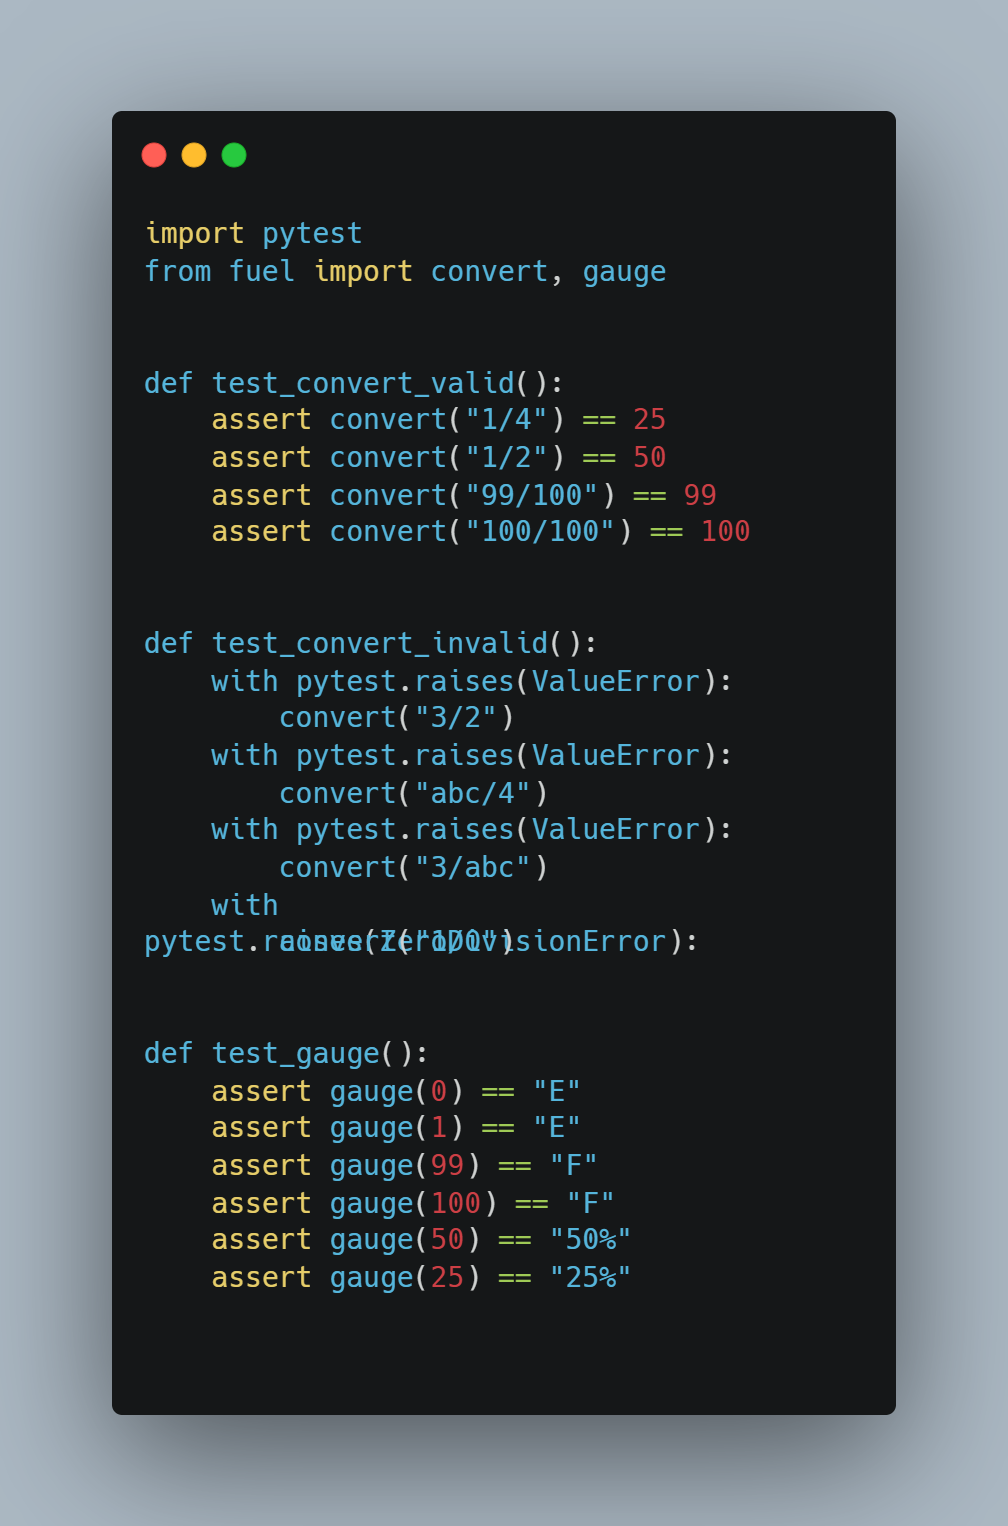 import pytest
from fuel import convert, gauge
def test_convert_valid():
    assert convert("1/4") == 25
    assert convert("1/2") == 50
    assert convert("99/100") == 99
    assert convert("100/100") == 100
def test_convert_invalid():
    with pytest.raises(ValueError):
        convert("3/2")
    with pytest.raises(ValueError):
        convert("abc/4")
    with pytest.raises(ValueError):
        convert("3/abc")
    with
pytest.raises(ZeroDivisionError):
        convert("1/0")
def test_gauge():
    assert gauge(0) == "E"
    assert gauge(1) == "E"
    assert gauge(99) == "F"
    assert gauge(100) == "F"
    assert gauge(50) == "50%"
    assert gauge(25) == "25%"